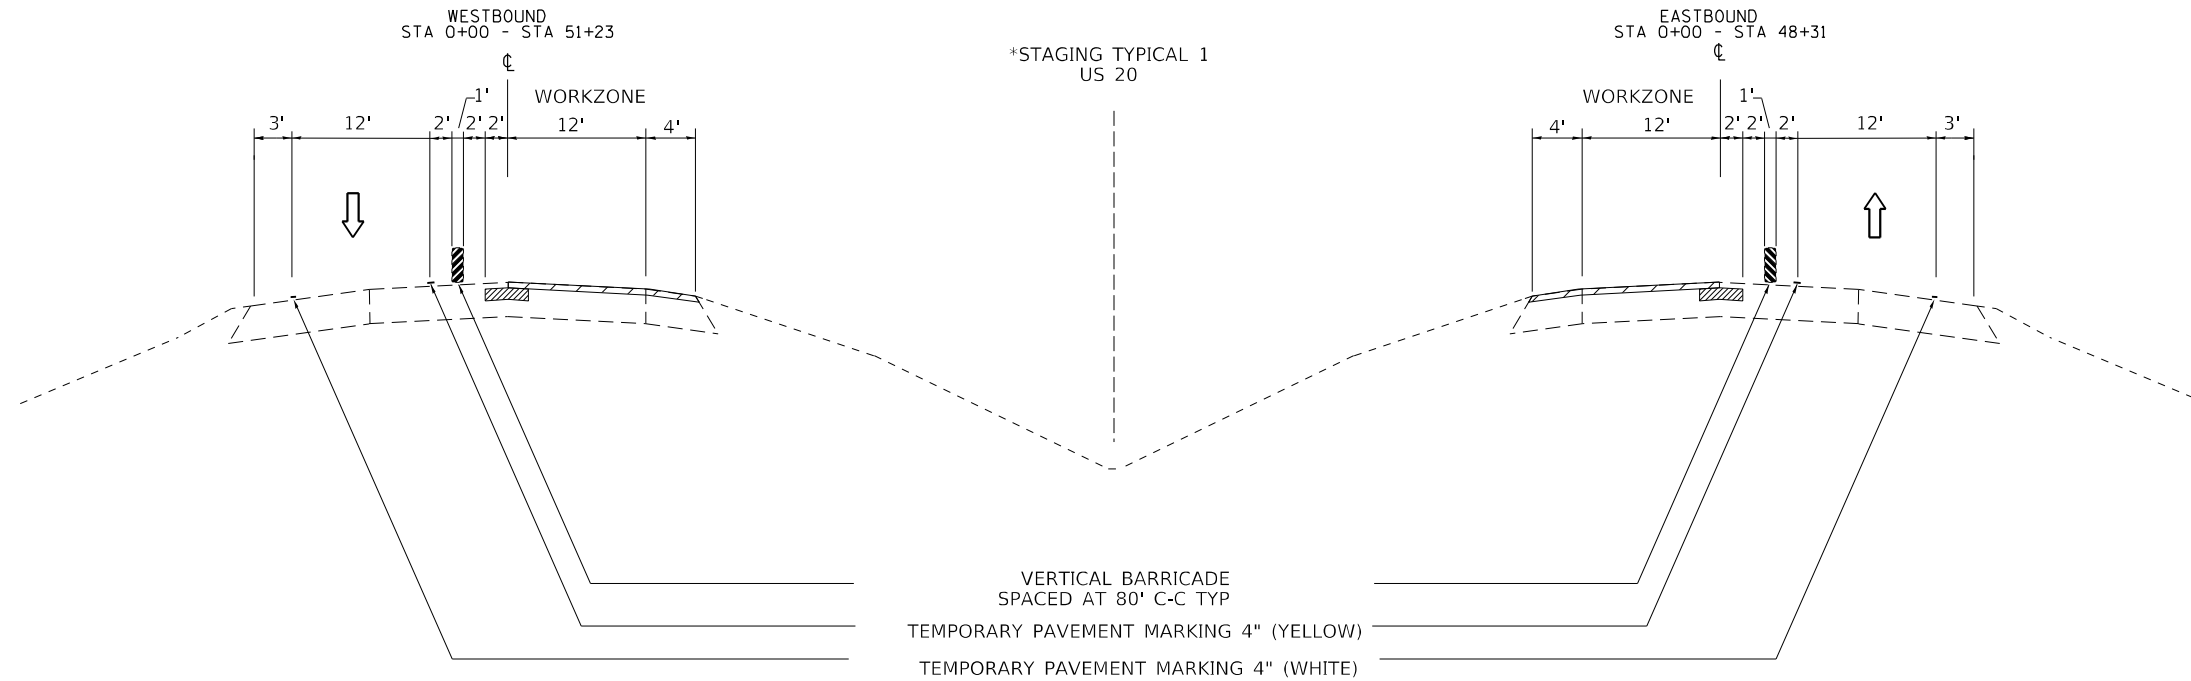 WESTBOUND
STA 0+00 - STA 51+23
℄
*STAGING TYPICAL 1
US 20
EASTBOUND
STA 0+00 - STA 48+31
℄
1' WORKZONE
3' 12' 2' 2' 2' 12' 4'
WORKZONE 1'
4' 12' 2' 2' 2' 12' 3'
VERTICAL BARRICADE
SPACED AT 80' C-C TYP
TEMPORARY PAVEMENT MARKING 4" (YELLOW)
TEMPORARY PAVEMENT MARKING 4" (WHITE)